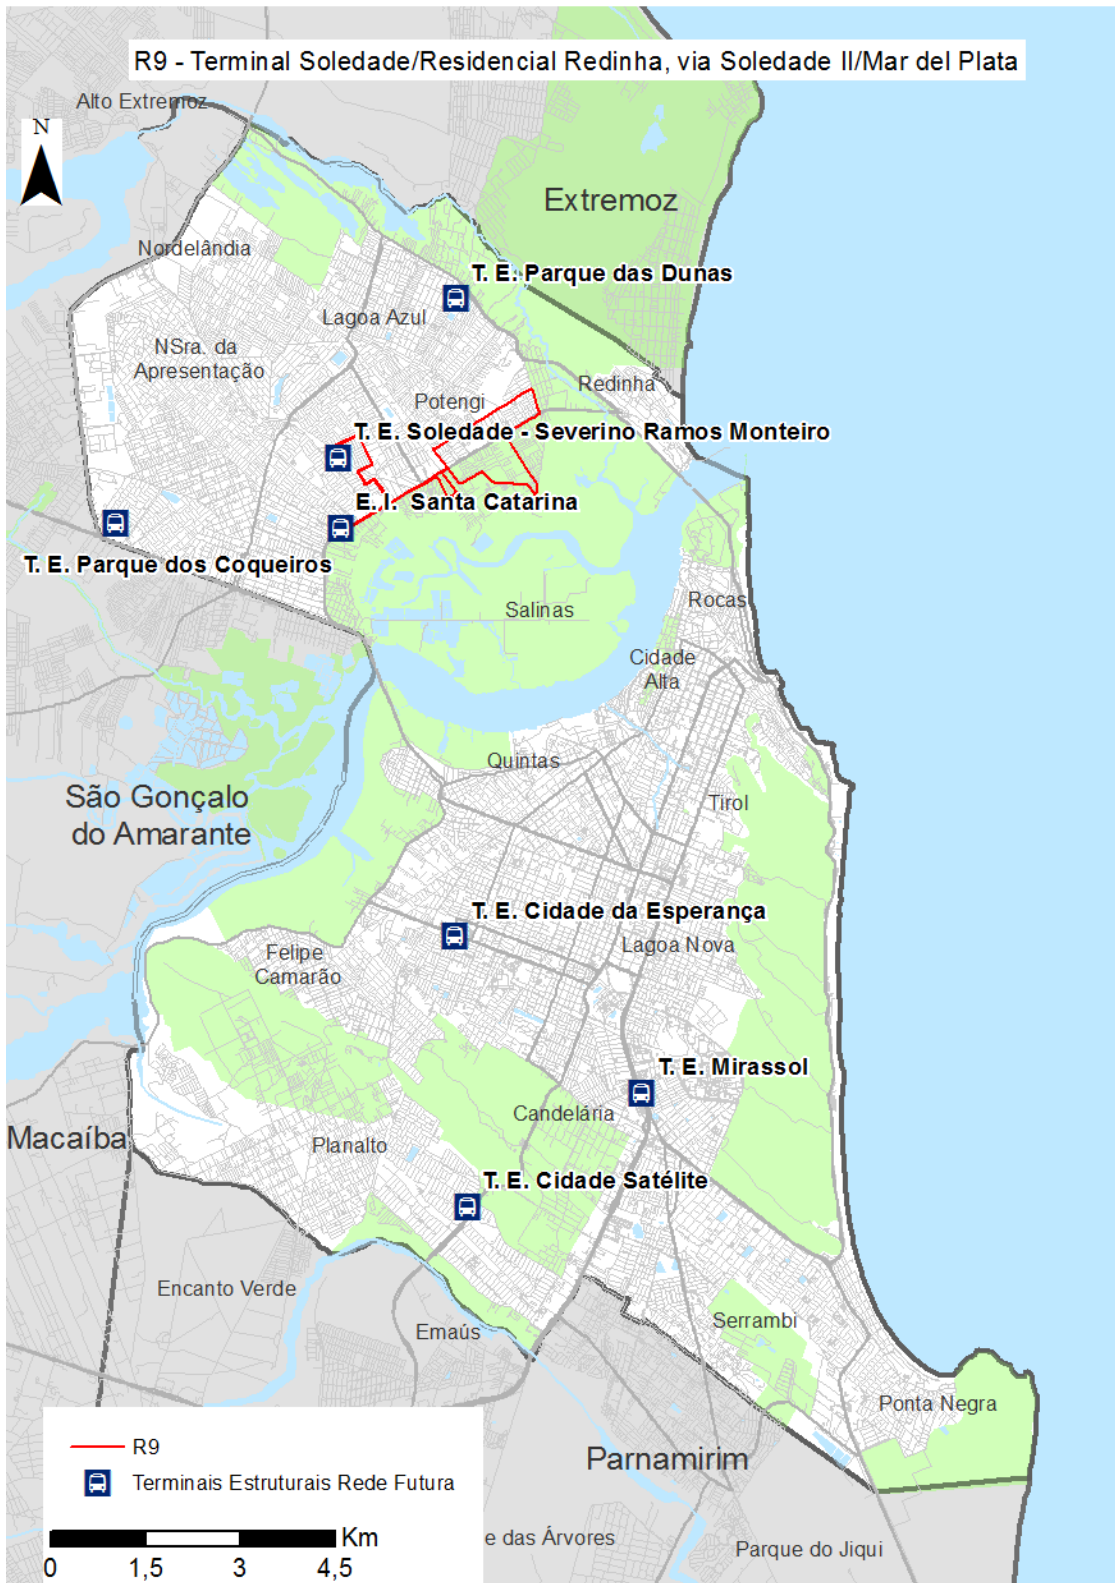 R9 - Terminal Soledade/Residencial Redinha, via Soledade II/Mar del Plata
Alto Extremoz
N
Extremoz
Nordelândia
T. E. Parque das Dunas
Lagoa Azul
NSra. da
Apresentação
Redinha
Potengi
T. E. Soledade - Severino Ramos Monteiro
E. I. Santa Catarina
T. E. Parque dos Coqueiros
Salinas
Rocas
Cidade
Alta
Quintas
São Gonçalo
do Amarante
Tirol
T. E. Cidade da Esperança
Lagoa Nova
Felipe
Camarão
T. E. Mirassol
Candelária
Macaíba
Planalto
T. E. Cidade Satélite
Encanto Verde
Emaús
Serrambi
Ponta Negra
Parnamirim
R9
Terminais Estruturais Rede Futura
Km
0 1,5 3 4,5
e das Árvores
Parque do Jiqui